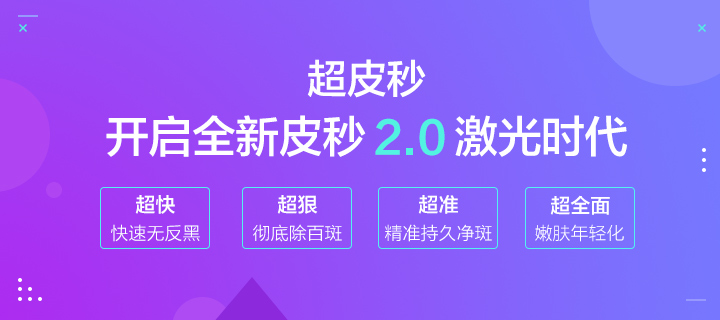 超皮秒
开启全新皮秒 2.0 激光时代
超快
快速无反黑
超狠
彻底除百斑
超准
精准持久净斑
超全面
嫩肤年轻化